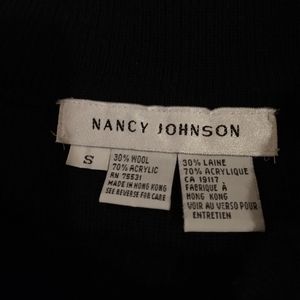 NANCY JOHNSON
S
30% WOOL
70% ACRYLIC
RN 75531
MADE IN HONG KONG
SEE REVERSE FOR CARE
30% LAINE
70% ACRYLIQUE
CA 19117
FABRIQUE À
HONG KONG
VOIR AU VERSO POUR
ENTRETIEN